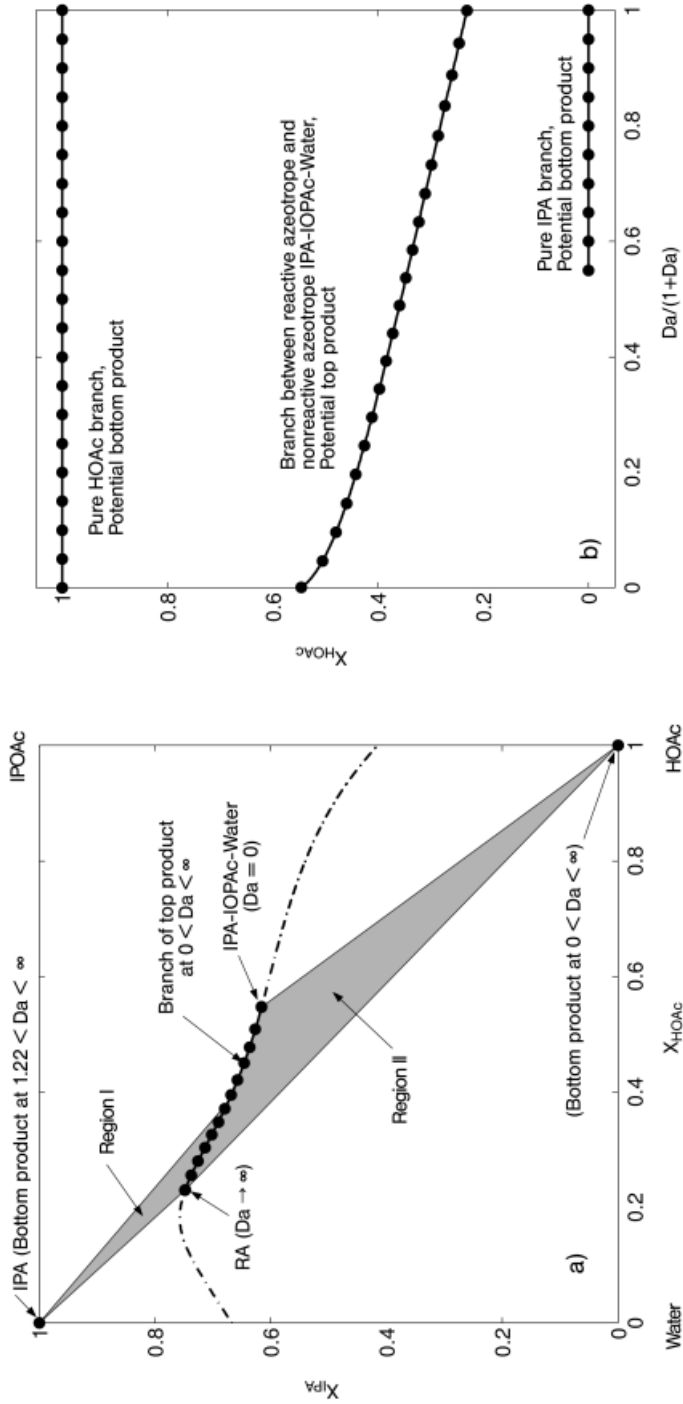 IPA (Bottom product at 1.22 < Da < ∞
IPOAc
1
Region I
Branch of top product
at 0 < Da < ∞
0.8
IPA-IOPAc-Water
(Da = 0)
0.6
RA (Da → ∞)
X_IPA
0.4
Region II
0.2
a)
(Bottom product at 0 < Da < ∞)
0
0
0.2
0.4
0.6
0.8
1
Water
X_HOAc
HOAc
1
Pure HOAc branch,
Potential bottom product
0.8
Branch between reactive azeotrope and
nonreactive azeotrope IPA-IOPAc-Water,
Potential top product
0.6
X_HOAc
0.4
0.2
b)
Pure IPA branch,
Potential bottom product
0
0
0.2
0.4
0.6
0.8
1
Da/(1+Da)